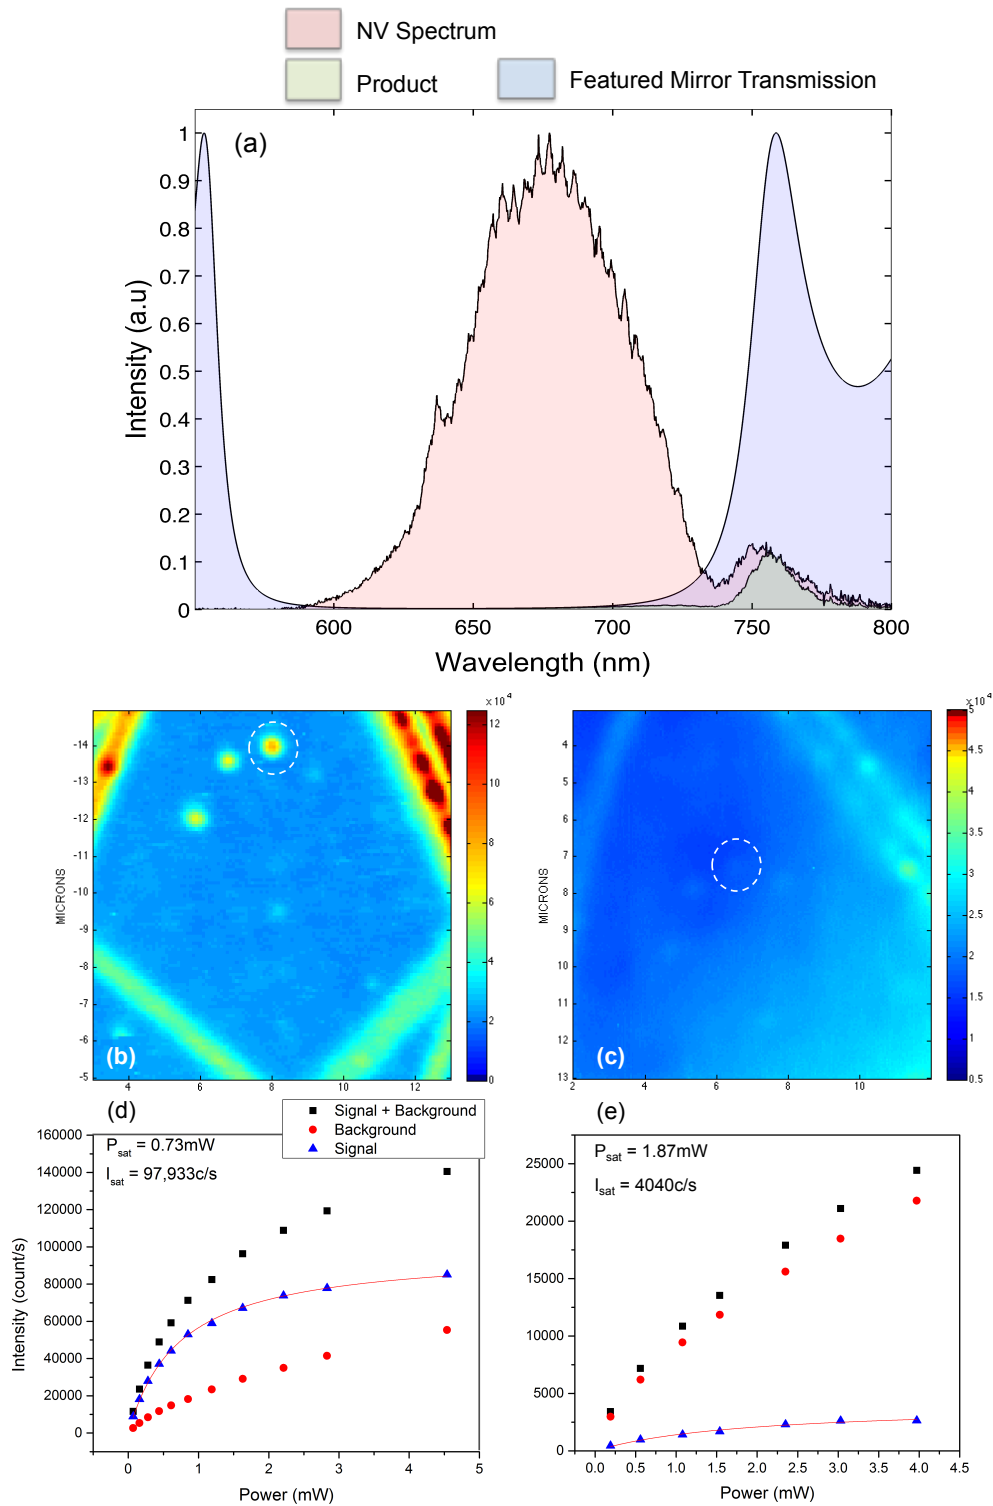 NV Spectrum
Product
Featured Mirror Transmission
(a)
1
0.9
0.8
0.7
0.6
0.5
0.4
0.3
0.2
0.1
0
Intensity (a.u)
600 650 700 750 800
Wavelength (nm)
x10^4
-14
-13
-12
-11
-10
-9
-8
-7
-6
-5
MICRONS
4 6 8 10 12
(b)
12
10
8
6
4
2
0
x10^4
4
5
6
7
8
9
10
11
12
13
MICRONS
2 4 6 8 10
(c)
5
4.5
4
3.5
3
2.5
2
1.5
1
0.5
(d)
Signal + Background
Background
Signal
P_sat = 0.73mW
I_sat = 97,933c/s
160000
140000
120000
100000
80000
60000
40000
20000
0
Intensity (count/s)
0 1 2 3 4 5
Power (mW)
(e)
P_sat = 1.87mW
I_sat = 4040c/s
25000
20000
15000
10000
5000
0
0.0 0.5 1.0 1.5 2.0 2.5 3.0 3.5 4.0 4.5
Power (mW)